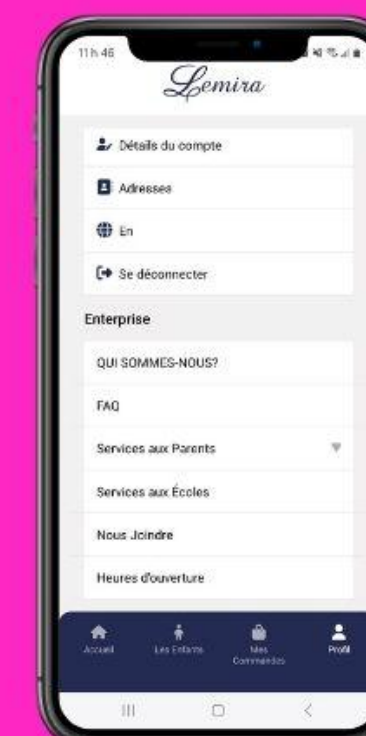 11 h 46
Lemira
Détails du compte
Adresses
En
Se déconnecter
Enterprise
QUI SOMMES-NOUS?
FAQ
Services aux Parents
Services aux Écoles
Nous Joindre
Heures d'ouverture
Accueil
Les Enfants
Mes
Commandes
Profil